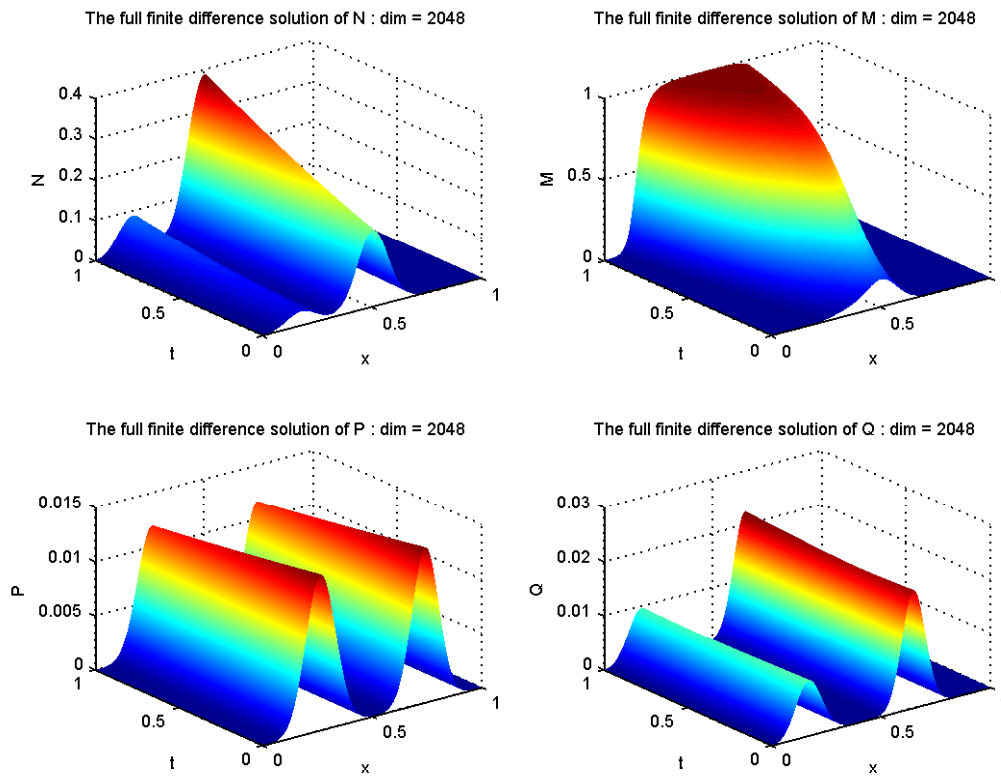 The full finite difference solution of N : dim = 2048
0.4
0.3
0.2
0.1
0
N
1
0.5
0
t
0
0.5
1
x
The full finite difference solution of M : dim = 2048
1
0.5
0
M
1
0.5
0
t
0
0.5
1
x
The full finite difference solution of P : dim = 2048
0.015
0.01
0.005
0
P
1
0.5
0
t
0
0.5
1
x
The full finite difference solution of Q : dim = 2048
0.03
0.02
0.01
0
Q
1
0.5
0
t
0
0.5
1
x